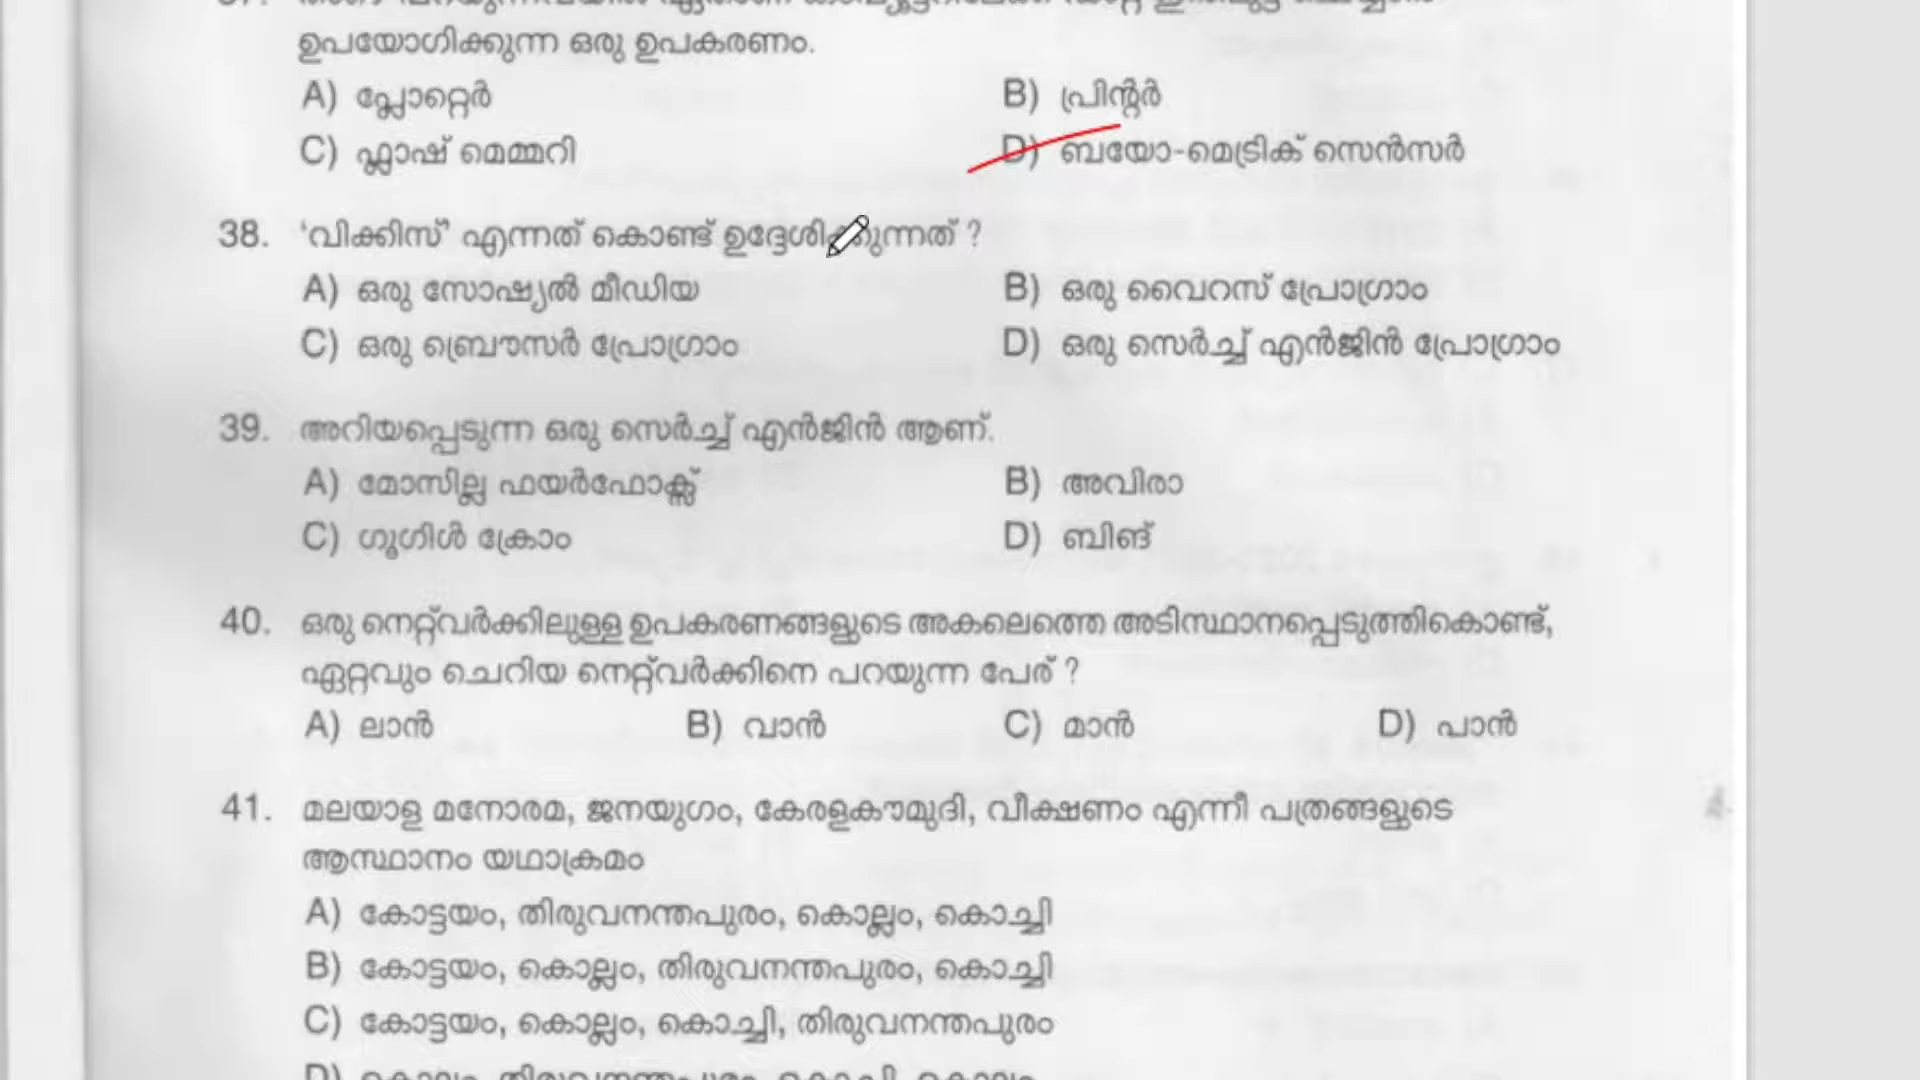 ഉപയോഗിക്കുന്ന ഒരു ഉപകരണം.
A) പ്ലോറ്റെർ B) പ്രിന്റർ
C) ഫ്ലാഷ് മെമ്മറി D) ബയോ-മെട്രിക് സെൻസർ
38. 'വിക്കിസ്' എന്നത് കൊണ്ട് ഉദ്ദേശിക്കുന്നത് ?
A) ഒരു സോഷ്യൽ മീഡിയ B) ഒരു വൈറസ് പ്രോഗ്രാം
C) ഒരു ബ്രൌസർ പ്രോഗ്രാം D) ഒരു സെർച്ച് എൻജിൻ പ്രോഗ്രാം
39. അറിയപ്പെടുന്ന ഒരു സെർച്ച് എൻജിൻ ആണ്.
A) മോസില്ല ഫയർഫോക്സ് B) അവിരാ
C) ഗൂഗിൾ ക്രോം D) ബിങ്
40. ഒരു നെറ്റ്‌വർക്കിലുള്ള ഉപകരണങ്ങളുടെ അകലെത്തെ അടിസ്ഥാനപ്പെടുത്തികൊണ്ട്,
ഏറ്റവും ചെറിയ നെറ്റ്‌വർക്കിനെ പറയുന്ന പേര് ?
A) ലാൻ B) വാൻ C) മാൻ D) പാൻ
41. മലയാള മനോരമ, ജനയുഗം, കേരളകൗമുദി, വീക്ഷണം എന്നീ പത്രങ്ങളുടെ
ആസ്ഥാനം യഥാക്രമം
A) കോട്ടയം, തിരുവനന്തപുരം, കൊല്ലം, കൊച്ചി
B) കോട്ടയം, കൊല്ലം, തിരുവനന്തപുരം, കൊച്ചി
C) കോട്ടയം, കൊല്ലം, കൊച്ചി, തിരുവനന്തപുരം